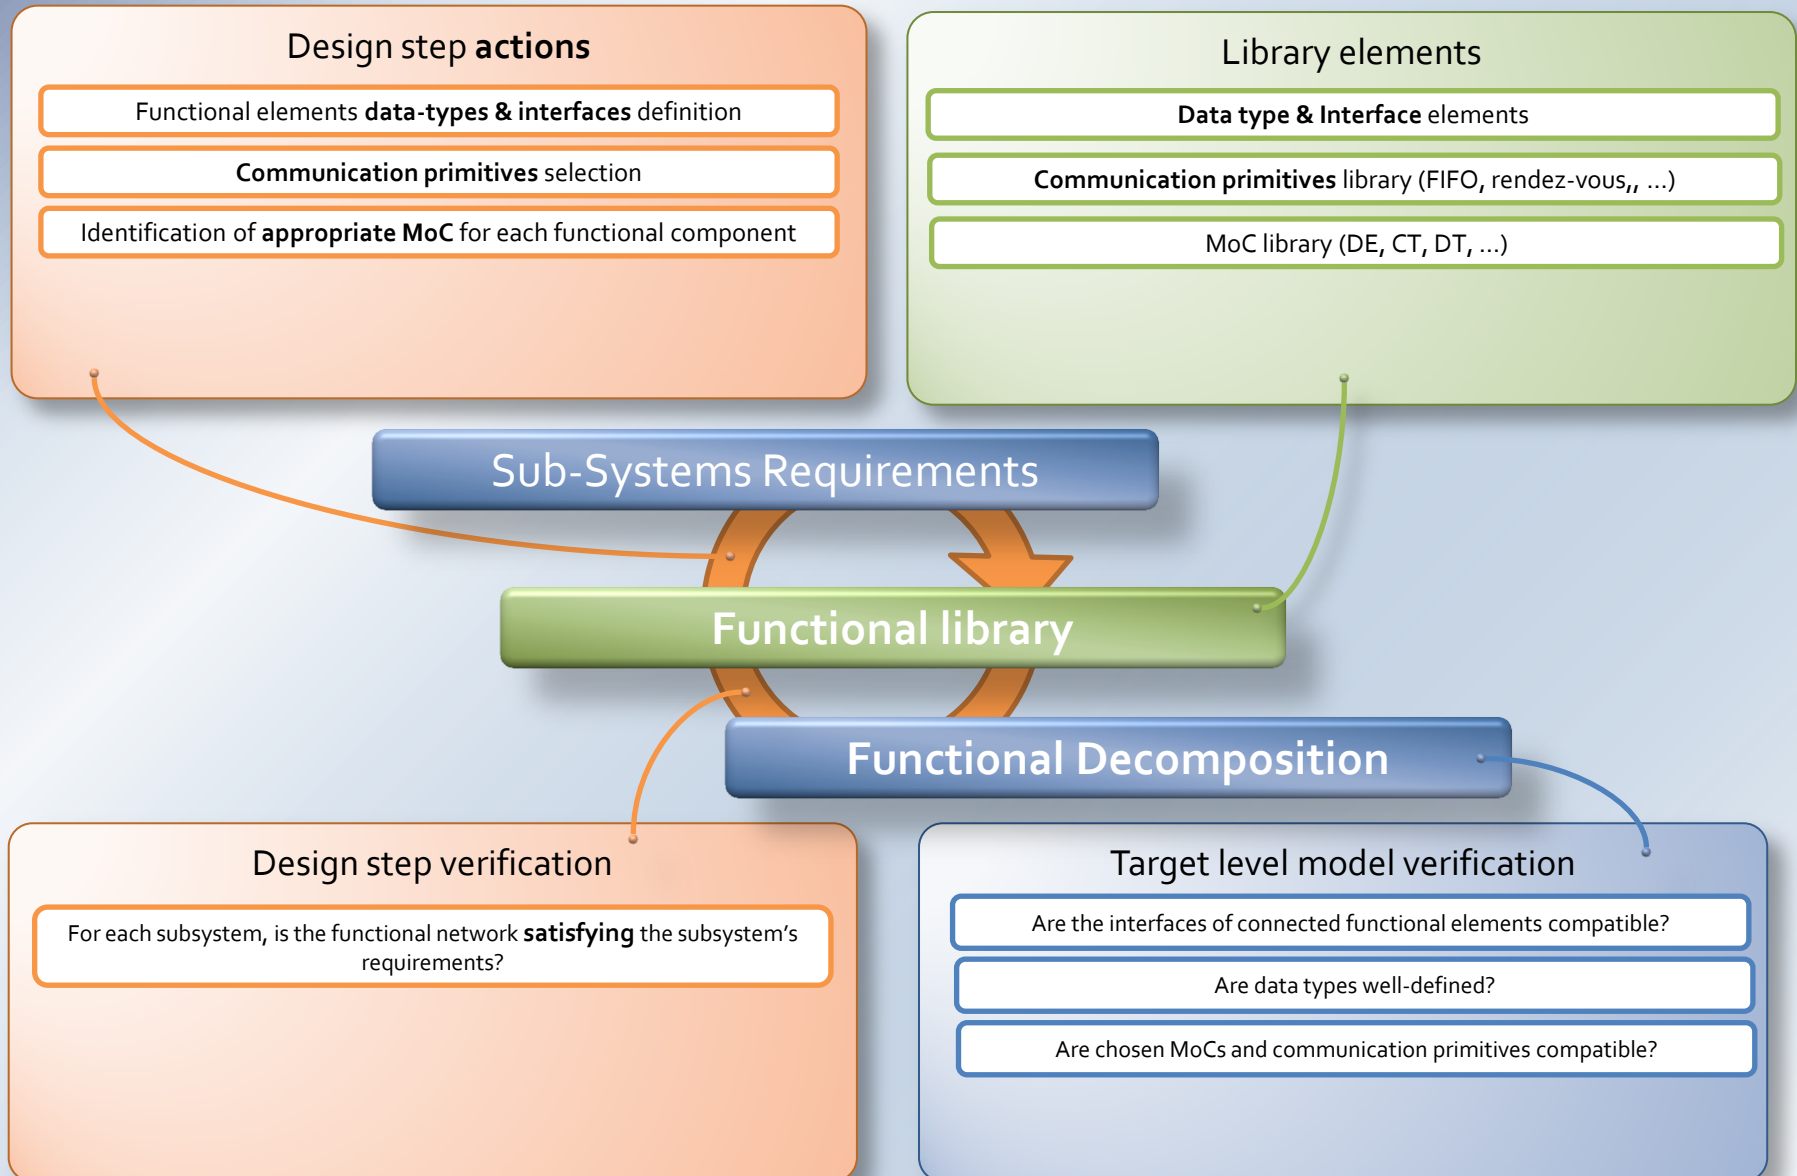 Design step actions
Functional elements data-types & interfaces definition
Communication primitives selection
Identification of appropriate MoC for each functional component
Library elements
Data type & Interface elements
Communication primitives library (FIFO, rendez-vous,, ...)
MoC library (DE, CT, DT, ...)
Sub-Systems Requirements
Functional library
Functional Decomposition
Design step verification
For each subsystem, is the functional network satisfying the subsystem's
requirements?
Target level model verification
Are the interfaces of connected functional elements compatible?
Are data types well-defined?
Are chosen MoCs and communication primitives compatible?